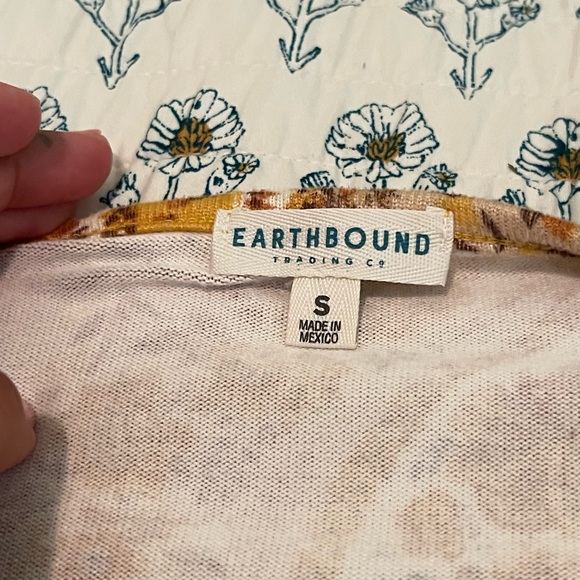 EARTHBOUND
TRADING Co
S
MADE IN
MEXICO